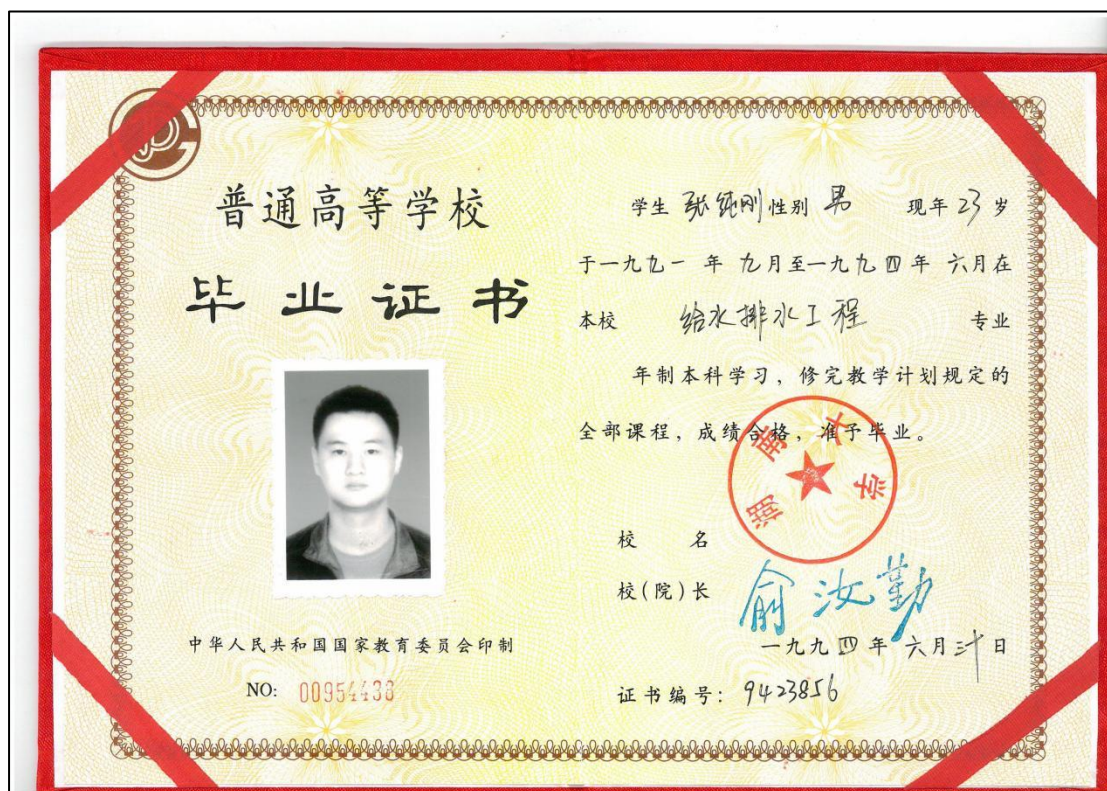 普通高等学校
毕业证书
中华人民共和国国家教育委员会印制
NO: 00954438
学生 张纯刚 性别 男 现年 23 岁
于一九九一 年 九月至一九九四年 六月在
本校 给水排水工程 专业
年制本科学习，修完教学计划规定的
全部课程，成绩合格，准予毕业。
湖南大学
校 名
校(院)长 俞汝勤
一九九四年 六月三十日
证书编号: 9423856